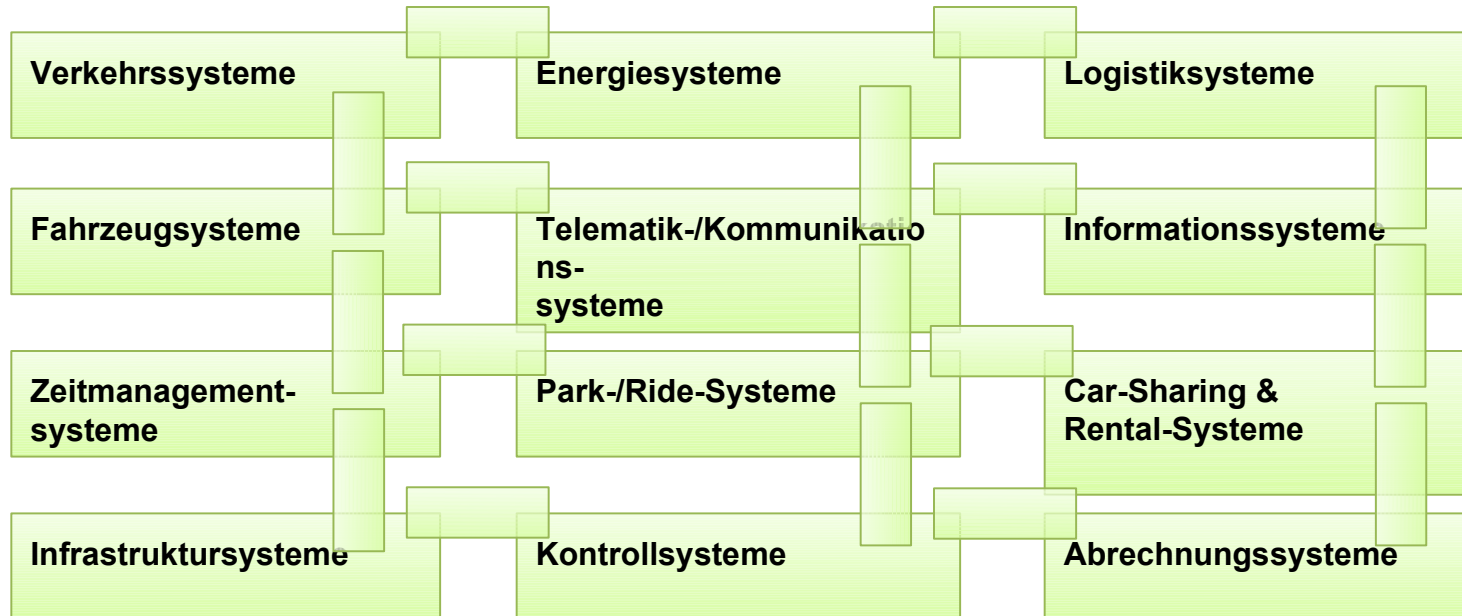 Verkehrssysteme
Energiesysteme
Logistiksysteme
Fahrzeugsysteme
Telematik-/Kommunikatio
ns-
systeme
Informationssysteme
Zeitmanagement-
systeme
Park-/Ride-Systeme
Car-Sharing &
Rental-Systeme
Infrastruktursysteme
Kontrollsysteme
Abrechnungssysteme